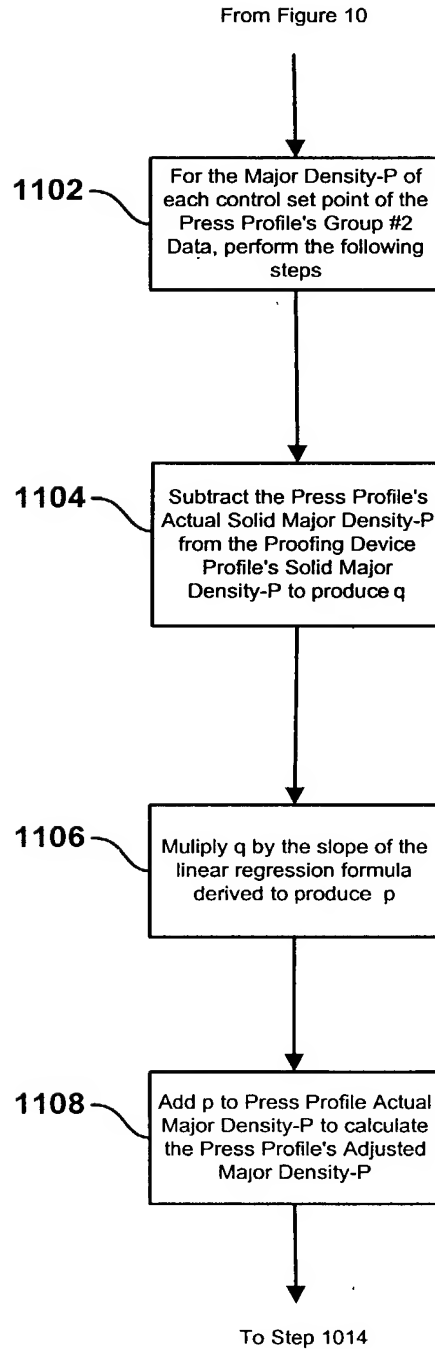 From Figure 10
1102
For the Major Density-P of
each control set point of the
Press Profile's Group #2
Data, perform the following
steps
1104
Subtract the Press Profile's
Actual Solid Major Density-P
from the Proofing Device
Profile's Solid Major
Density-P to produce q
1106
Muliply q by the slope of the
linear regression formula
derived to produce p
1108
Add p to Press Profile Actual
Major Density-P to calculate
the Press Profile's Adjusted
Major Density-P
To Step 1014